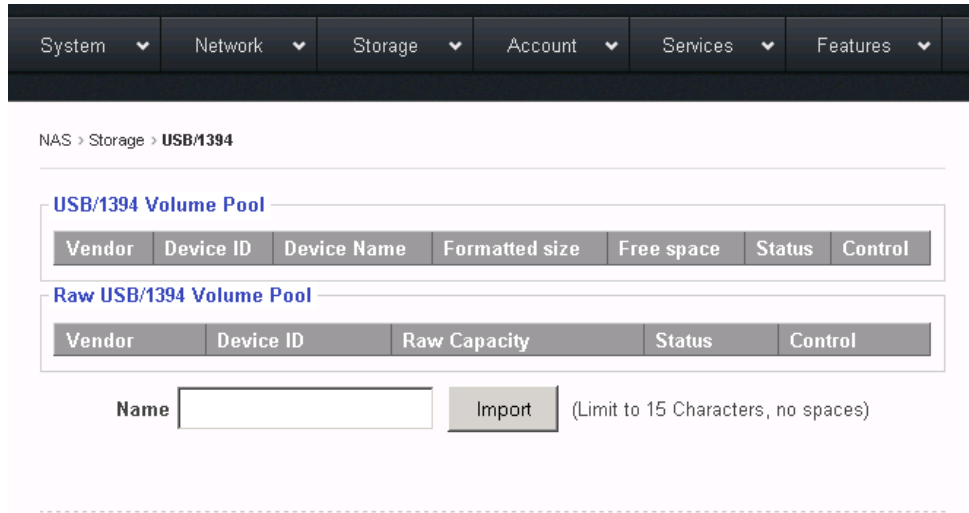 System Network Storage Account Services Features
NAS > Storage > USB/1394
USB/1394 Volume Pool
Vendor Device ID Device Name Formatted size Free space Status Control
Raw USB/1394 Volume Pool
Vendor Device ID Raw Capacity Status Control
Name Import (Limit to 15 Characters, no spaces)